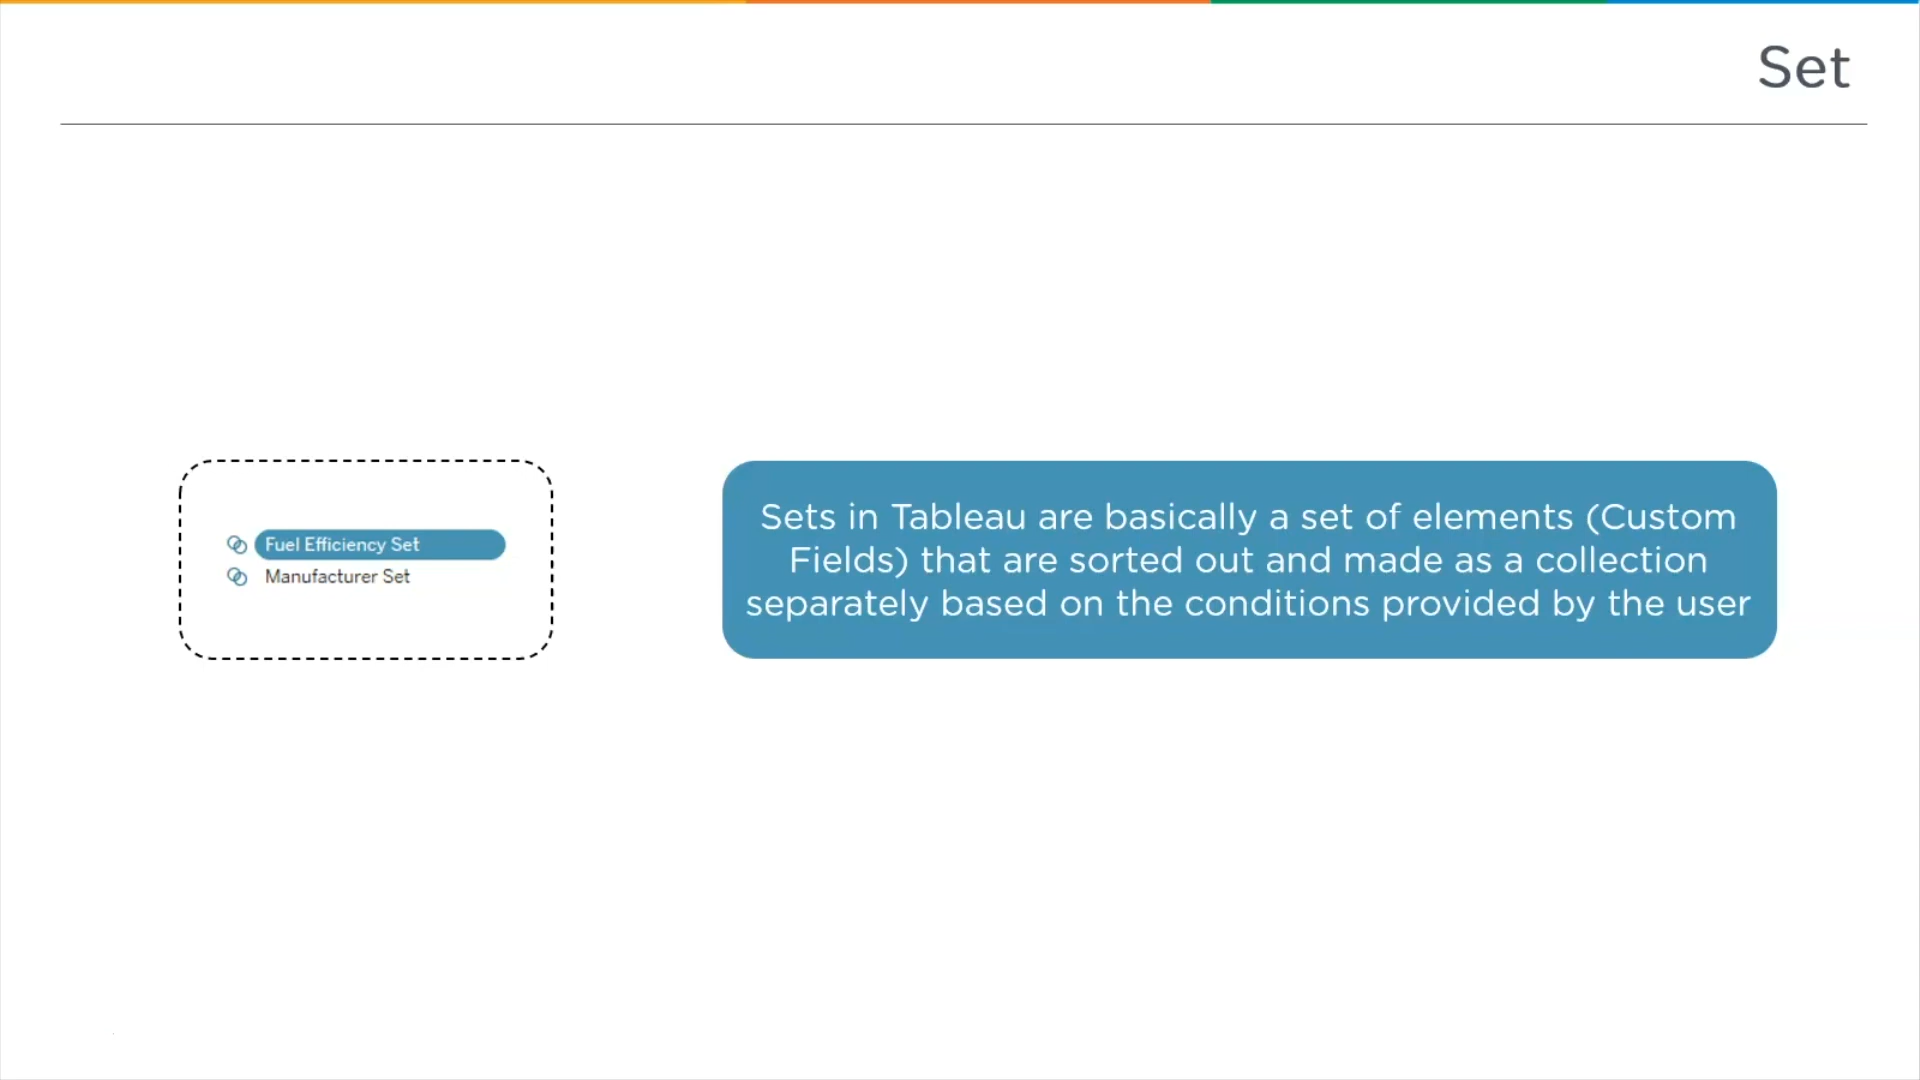 Set
Fuel Efficiency Set
Manufacturer Set
Sets in Tableau are basically a set of elements (Custom
Fields) that are sorted out and made as a collection
separately based on the conditions provided by the user